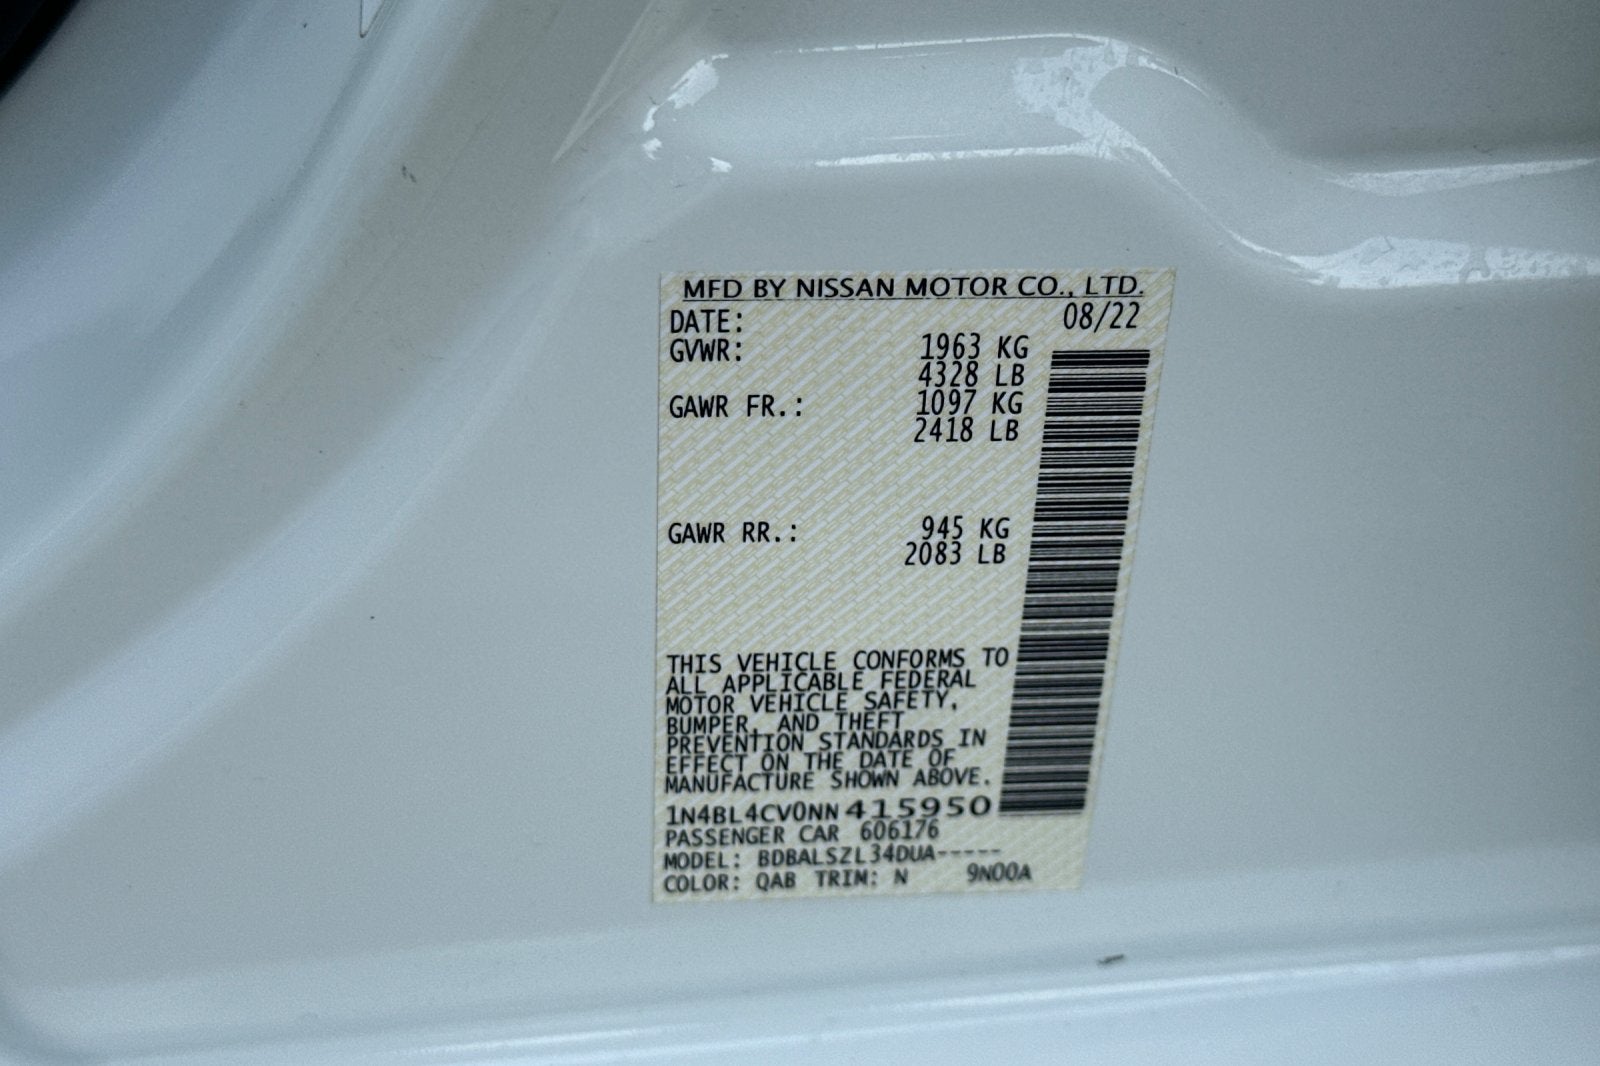 MFD BY NISSAN MOTOR CO., LTD.
DATE: 08/22
GVWR: 1963 KG
4328 LB
GAWR FR.: 1097 KG
2418 LB
GAWR RR.: 945 KG
2083 LB
THIS VEHICLE CONFORMS TO
ALL APPLICABLE FEDERAL
MOTOR VEHICLE SAFETY,
BUMPER, AND THEFT
PREVENTION STANDARDS IN
EFFECT ON THE DATE OF
MANUFACTURE SHOWN ABOVE.
1N4BL4CV0NN415950
PASSENGER CAR 606176
MODEL: BDBALSZL34DUA-----
COLOR: QAB TRIM: N 9N00A